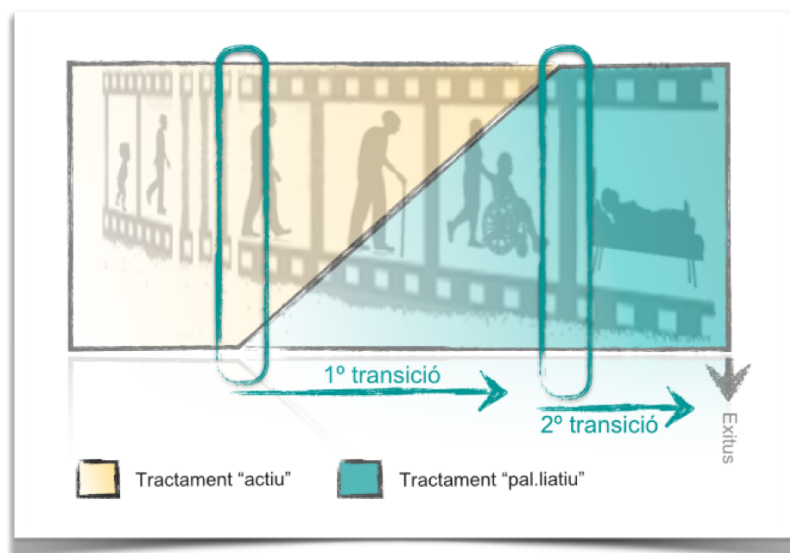 1º transició
2º transició
Exitus
Tractament “actiu”
Tractament “pal.liatiu”